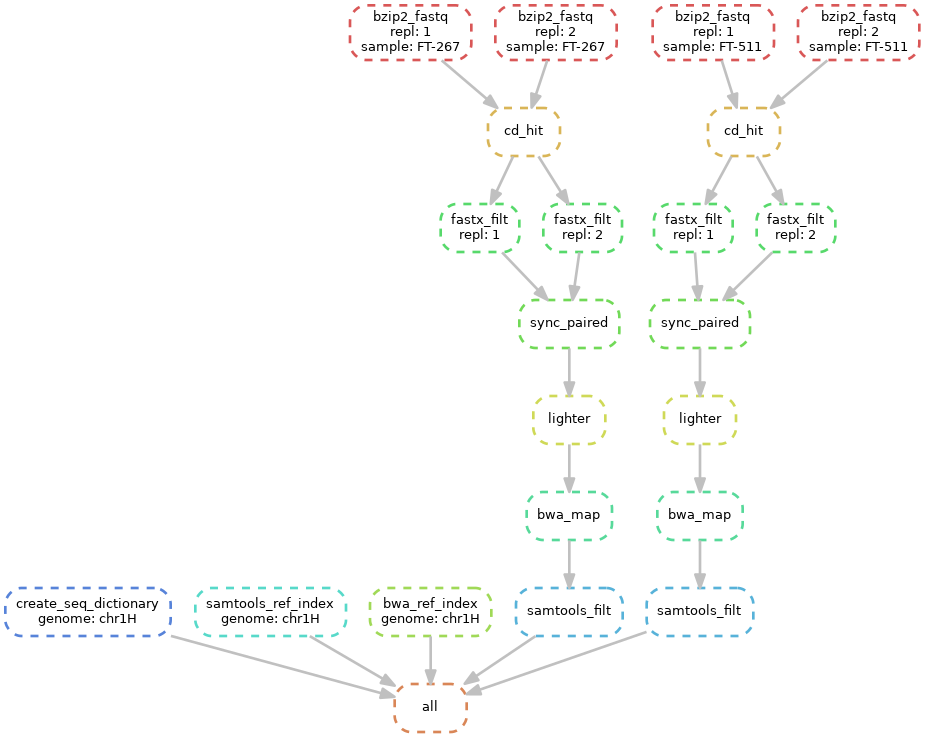 bzip2_fastq
repl: 1
sample: FT-267
bzip2_fastq
repl: 2
sample: FT-267
bzip2_fastq
repl: 1
sample: FT-511
bzip2_fastq
repl: 2
sample: FT-511
cd_hit
cd_hit
fastx_filt
repl: 1
fastx_filt
repl: 2
fastx_filt
repl: 1
fastx_filt
repl: 2
sync_paired
sync_paired
lighter
lighter
bwa_map
bwa_map
create_seq_dictionary
genome: chr1H
samtools_ref_index
genome: chr1H
bwa_ref_index
genome: chr1H
samtools_filt
samtools_filt
all